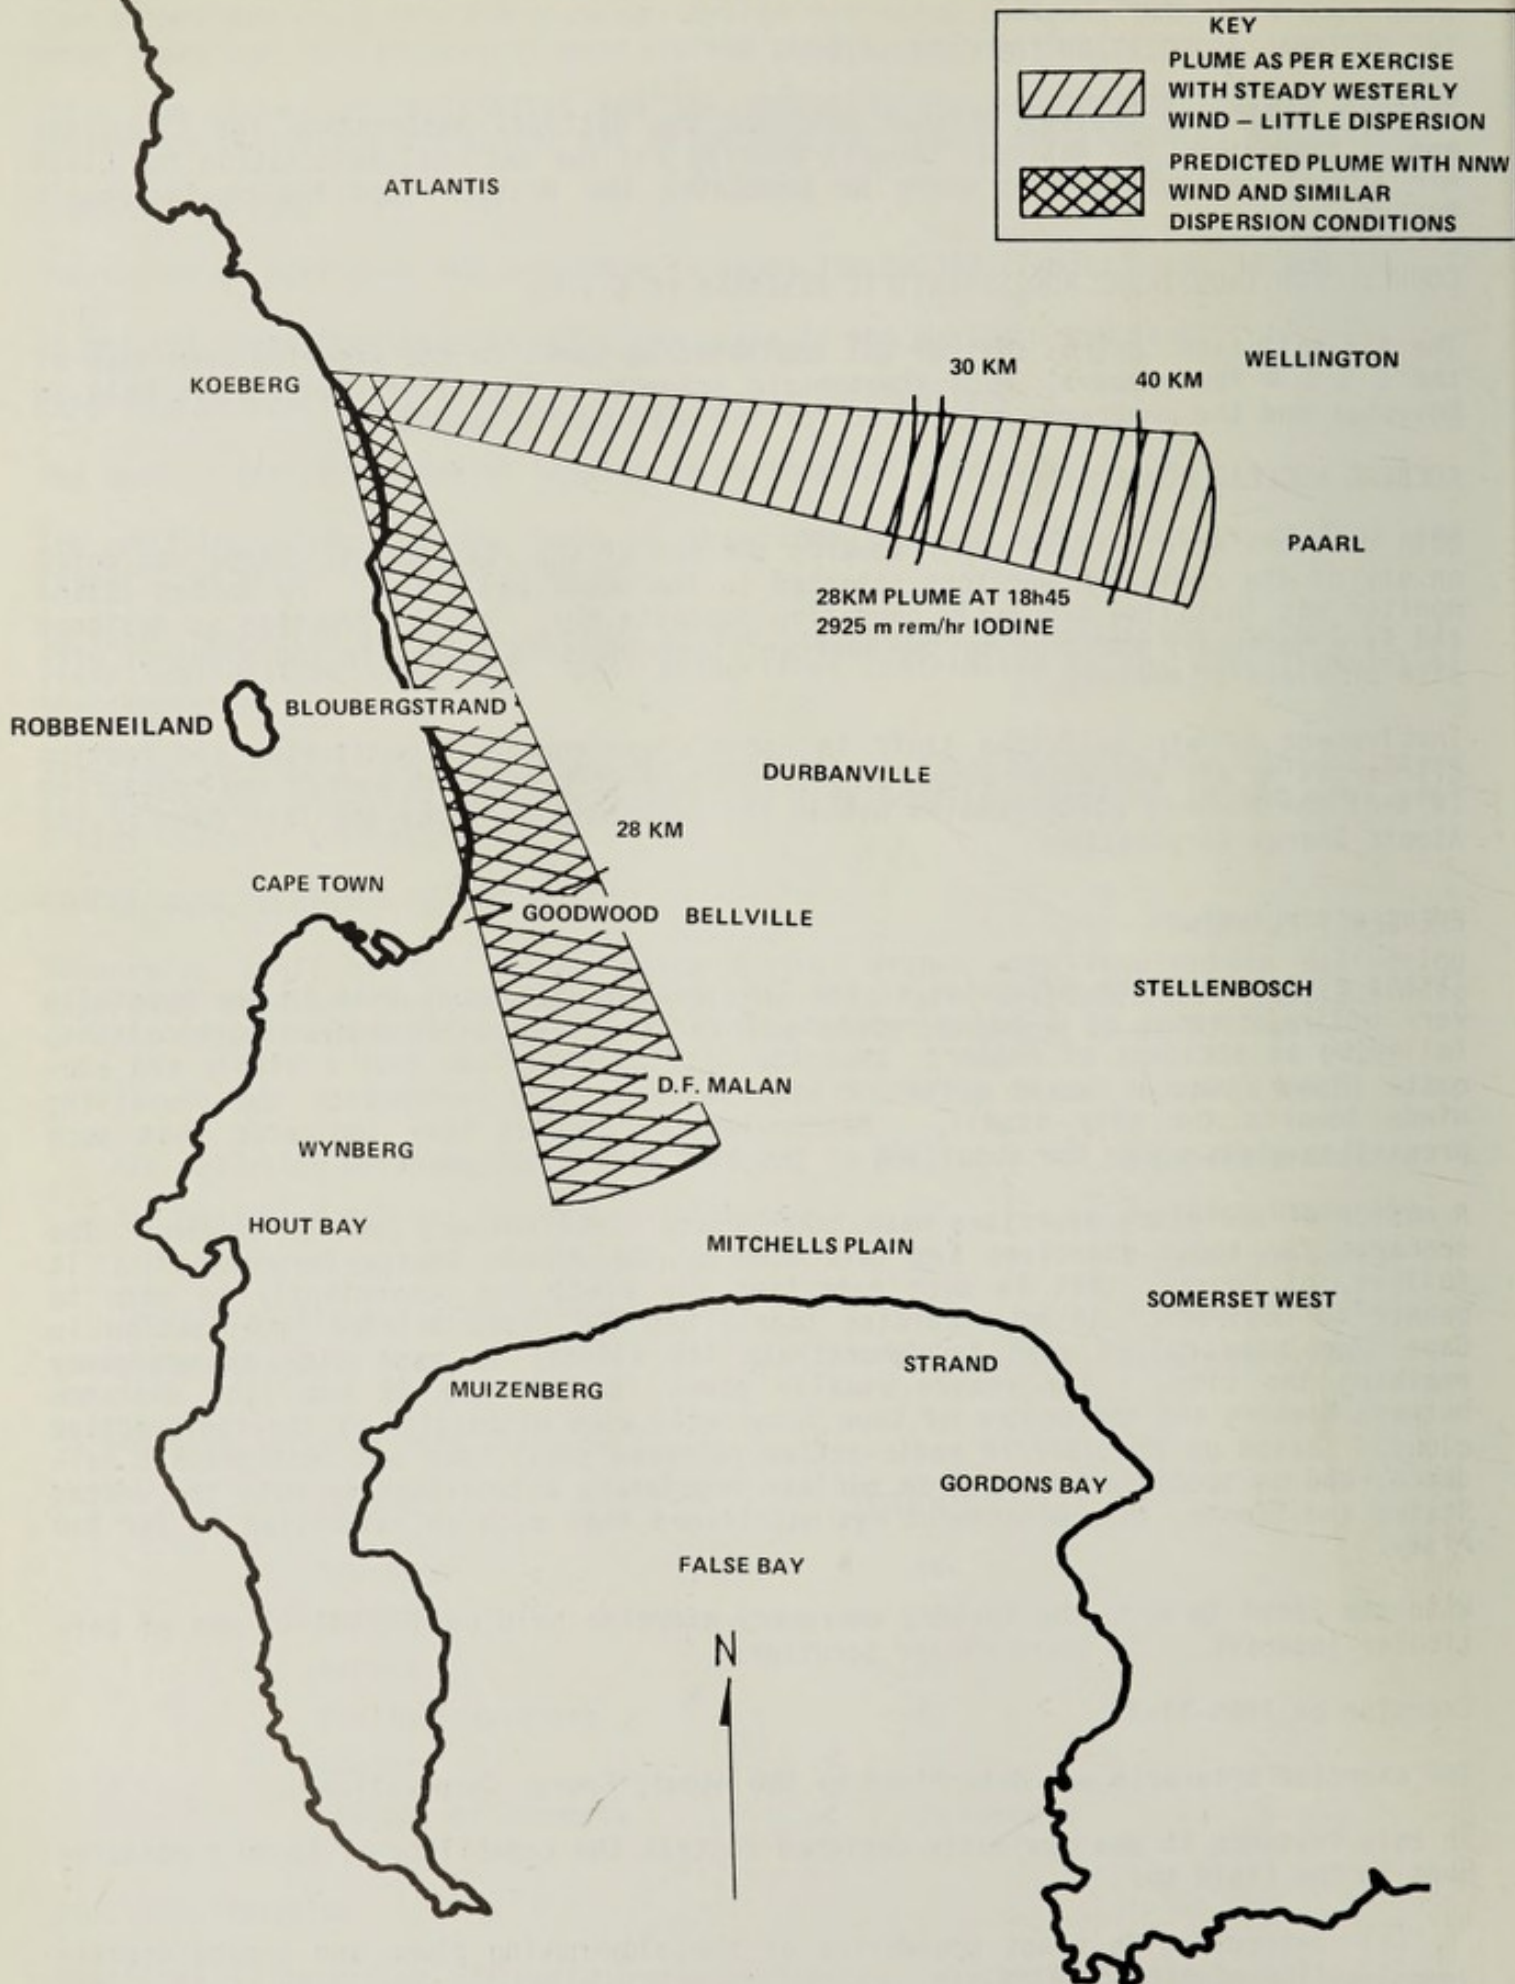 KEY
PLUME AS PER EXERCISE
WITH STEADY WESTERLY
WIND – LITTLE DISPERSION
PREDICTED PLUME WITH NNW
WIND AND SIMILAR
DISPERSION CONDITIONS
ATLANTIS
WELLINGTON
30 KM
40 KM
KOEBERG
PAARL
28KM PLUME AT 18h45
2925 m rem/hr IODINE
BLOUBERGSTRAND
ROBBENEILAND
DURBANVILLE
28 KM
CAPE TOWN
GOODWOOD
BELLVILLE
STELLENBOSCH
D.F. MALAN
WYNBERG
HOUT BAY
MITCHELLS PLAIN
SOMERSET WEST
STRAND
MUIZENBERG
GORDONS BAY
FALSE BAY
N